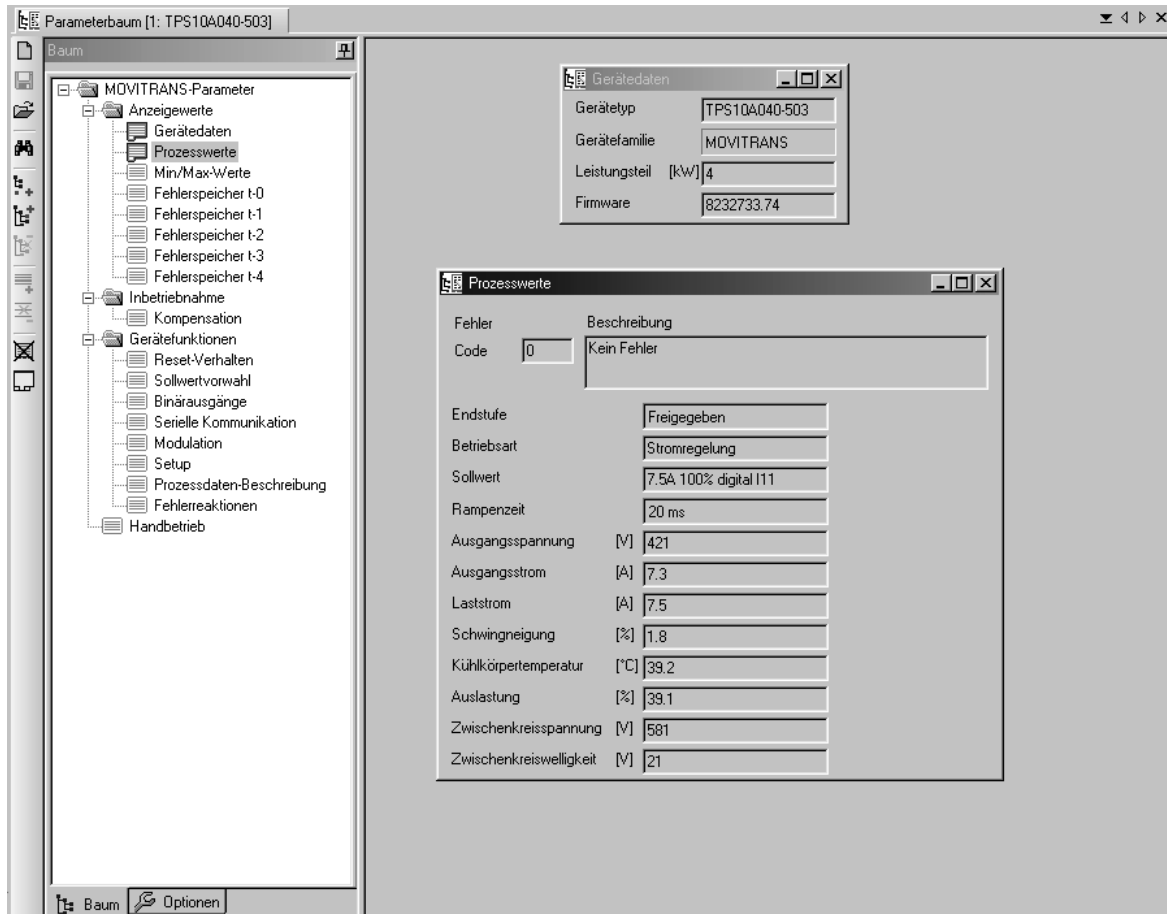 Parameterbaum [1: TPS10A040-503]
Baum
MOVITRANS-Parameter
Anzeigewerte
Gerätedaten
Prozesswerte
Min/Max-Werte
Fehlerspeicher t-0
Fehlerspeicher t-1
Fehlerspeicher t-2
Fehlerspeicher t-3
Fehlerspeicher t-4
Inbetriebnahme
Kompensation
Gerätefunktionen
Reset-Verhalten
Sollwertvorwahl
Binärausgänge
Serielle Kommunikation
Modulation
Setup
Prozessdaten-Beschreibung
Fehlerreaktionen
Handbetrieb
Baum Optionen
Gerätedaten
Gerätetyp TPS10A040-503
Gerätefamilie MOVITRANS
Leistungsteil [kW] 4
Firmware 8232733.74
Prozesswerte
Fehler Beschreibung
Code 0 Kein Fehler
Endstufe Freigegeben
Betriebsart Stromregelung
Sollwert 7.5A 100% digital I11
Rampenzeit 20 ms
Ausgangsspannung [V] 421
Ausgangsstrom [A] 7.3
Laststrom [A] 7.5
Schwingneigung [%] 1.8
Kühlkörpertemperatur [°C] 39.2
Auslastung [%] 39.1
Zwischenkreisspannung [V] 581
Zwischenkreiswelligkeit [V] 21